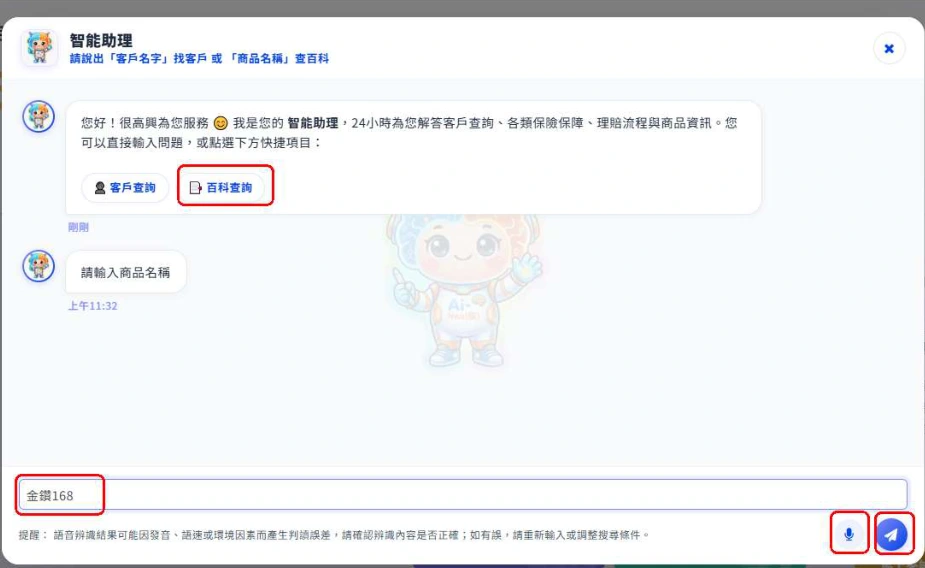 智能助理
請說出「客戶名字」找客戶 或 「商品名稱」查百科
您好！很高興為您服務 😊 我是您的 智能助理，24小時為您解答客戶查詢、各類保險保障、理賠流程與商品資訊。您
可以直接輸入問題，或點選下方快捷項目：
客戶查詢
百科查詢
剛剛
請輸入商品名稱
上午11:32
Ai-
金鑽168
提醒： 語音辨識結果可能因發音、語速或環境因素而產生判讀誤差，請確認辨識內容是否正確；如有誤，請重新輸入或調整搜尋條件。